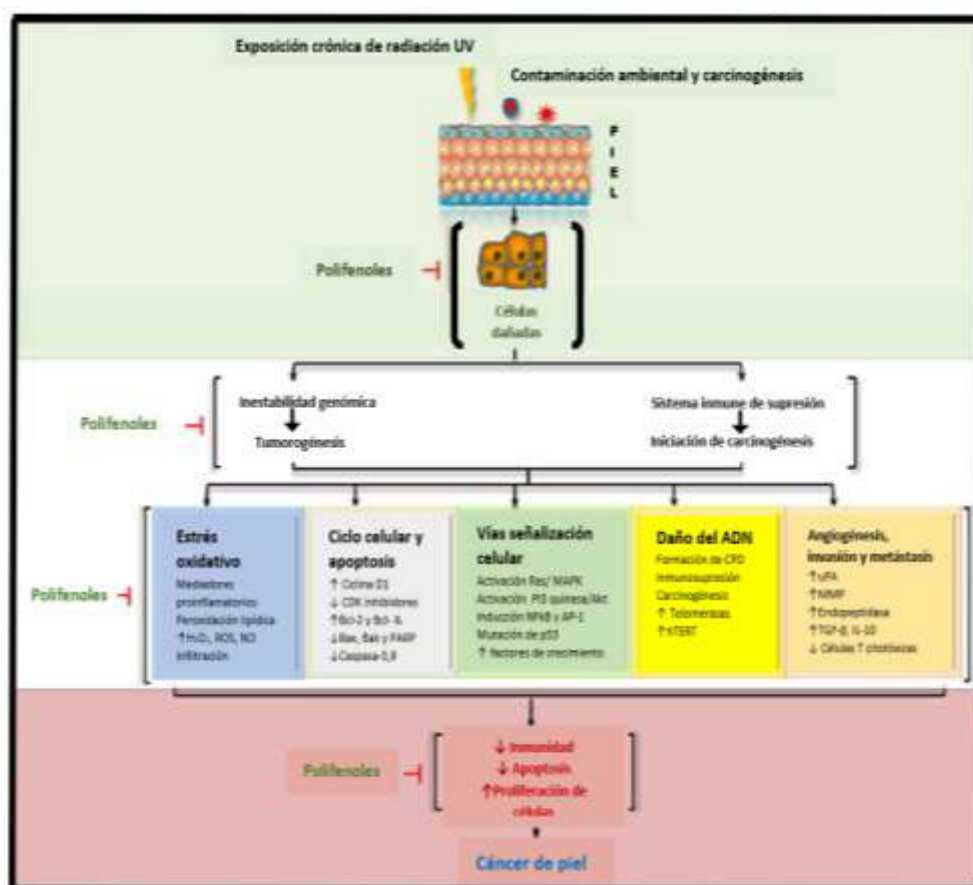 Exposición crónica de radiación UV
Contaminación ambiental y carcinogénesis
P
I
E
L
Polifenoles
Células
dañadas
Inestabilidad genómica
Tumorogénesis
Sistema inmune de supresión
Iniciación de carcinogénesis
Polifenoles
Polifenoles
Estrés
oxidativo
Mediadores
proinflamatorios
Peroxidación lipídica
↑H₂O₂, ROS, NO
Infiltración
Ciclo celular y
apoptosis
↑ Ciclina D1
↓ CDK inhibidores
↑Bcl-2 y Bcl- XL
↓Bax, Bak y PARP
↓Caspasa-3,9
Vías señalización
celular
Activación Ras/ MAPK
Activación PI3 quinasa/Akt
Inducción NFkB y AP-1
Mutación de p53
↑ factores de crecimiento
Daño del ADN
Formación de CPD
Inmunosupresión
Carcinogénesis
↑ Telomerasas
↑hTERT
Angiogénesis,
invasión y metástasis
↑uPA
↑MMP
↑Endopeptidasa
↑TGF-β, IL-10
↓ Células T citotóxicas
Polifenoles
↓ Inmunidad
↓ Apoptosis
↑Proliferación de
células
Cáncer de piel